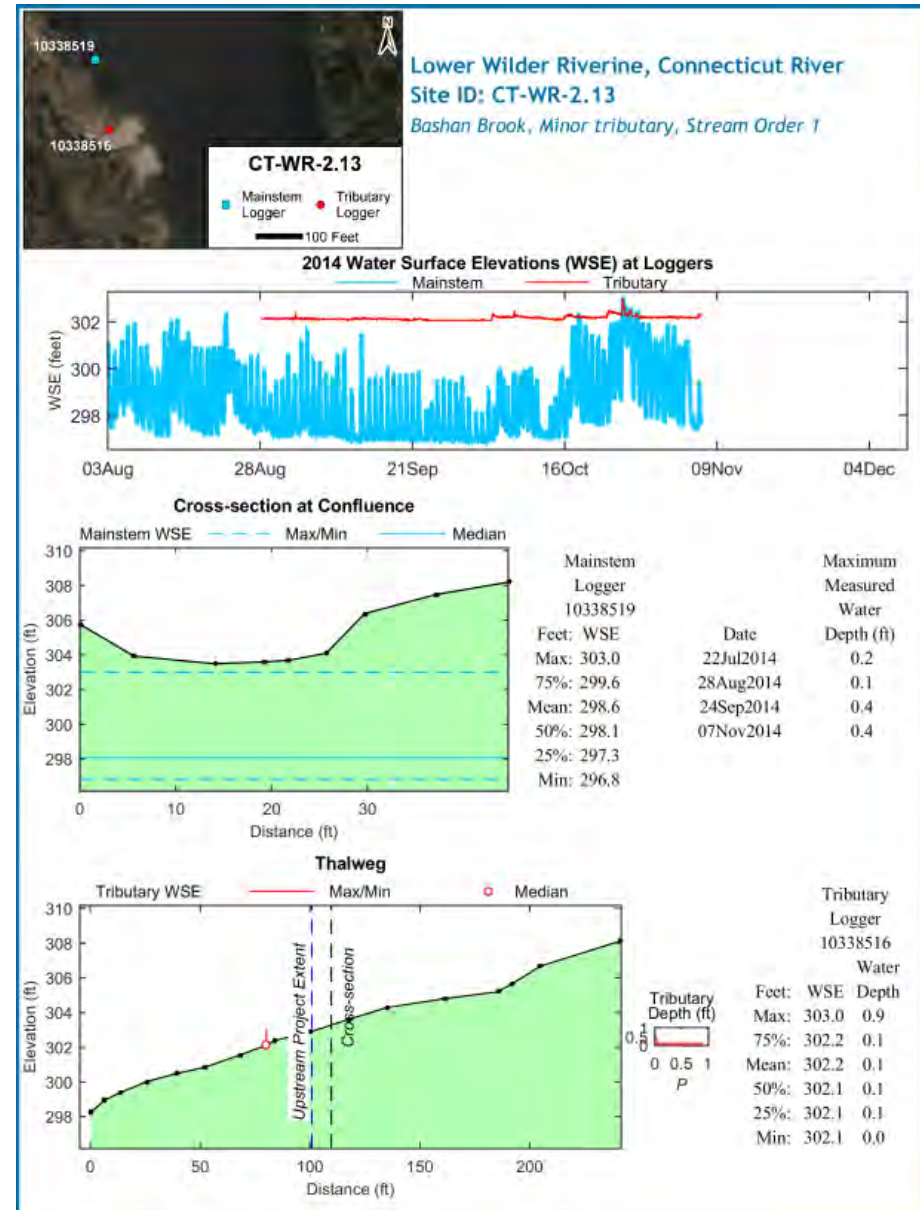 10338519
N
10338516
CT-WR-2.13
Mainstem Logger
Tributary Logger
100 Feet
Lower Wilder Riverine, Connecticut River
Site ID: CT-WR-2.13
Bashan Brook, Minor tributary, Stream Order 1
2014 Water Surface Elevations (WSE) at Loggers
Mainstem Tributary
WSE (feet)
302
300
298
03Aug 28Aug 21Sep 16Oct 09Nov 04Dec
Cross-section at Confluence
Mainstem WSE Max/Min Median
Elevation (ft)
310
308
306
304
302
300
298
0 10 20 30
Distance (ft)
Mainstem
Logger
10338519
Feet: WSE
Max: 303.0
75%: 299.6
Mean: 298.6
50%: 298.1
25%: 297.3
Min: 296.8
Maximum
Measured
Water
Date Depth (ft)
22Jul2014 0.2
28Aug2014 0.1
24Sep2014 0.4
07Nov2014 0.4
Thalweg
Tributary WSE Max/Min Median
Elevation (ft)
310
308
306
304
302
300
298
Upstream Project Extent
Cross-section
0 50 100 150 200
Distance (ft)
Tributary
Depth (ft)
1
0.5
0
0 0.5 1
P
Tributary
Logger
10338516
Water
Feet: WSE Depth
Max: 303.0 0.9
75%: 302.2 0.1
Mean: 302.2 0.1
50%: 302.1 0.1
25%: 302.1 0.1
Min: 302.1 0.0